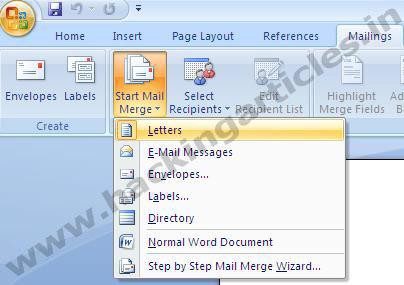 Home Insert Page Layout References Mailings
Envelopes Labels Start Mail Merge Select Recipients Edit Recipient List Highlight Merge Fields
Create
Letters
E-Mail Messages
Envelopes...
Labels...
Directory
Normal Word Document
Step by Step Mail Merge Wizard...
www.hackingarticles.in